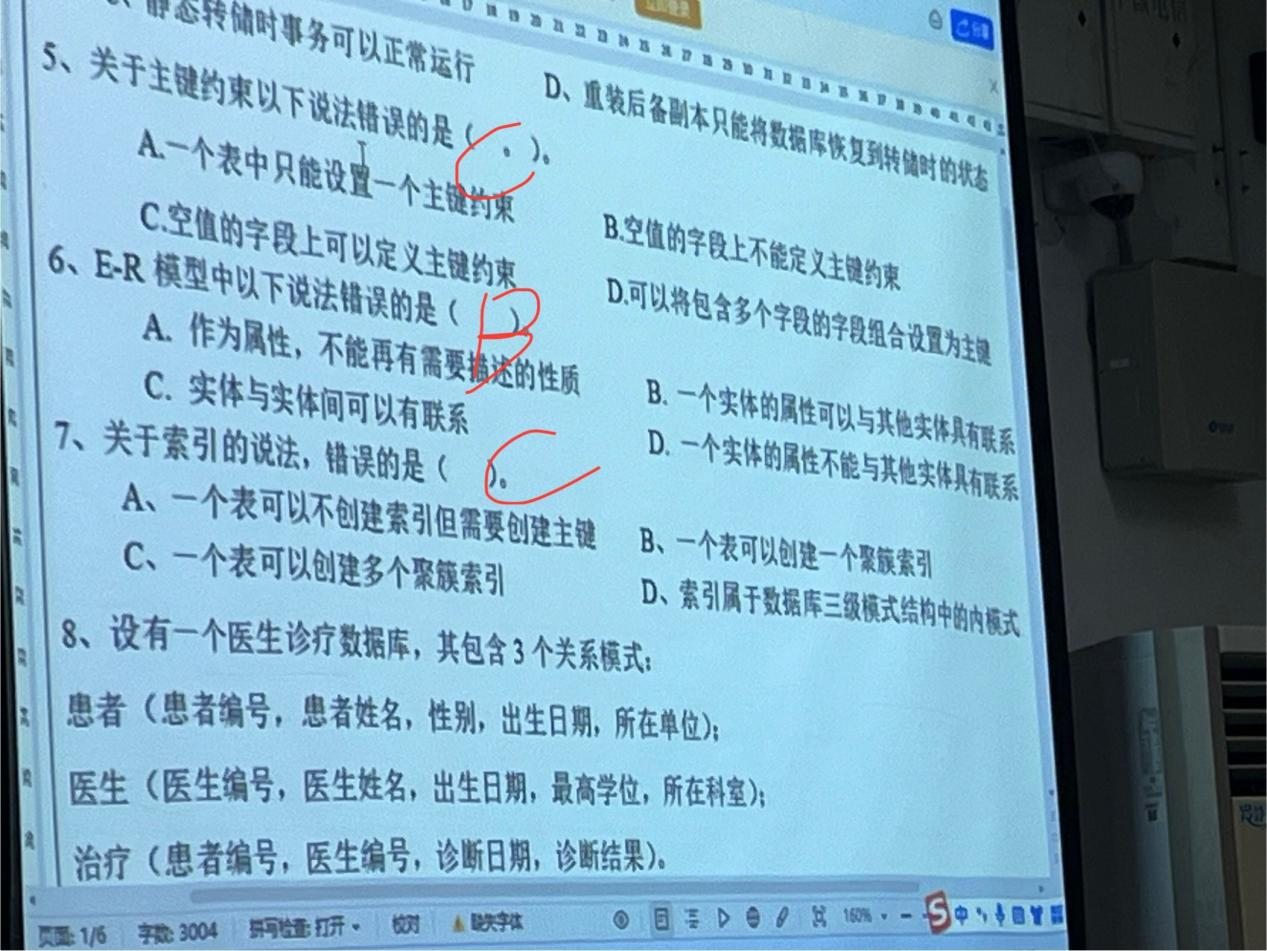 静态转储时事务可以正常运行
D、重装后备副本只能将数据库恢复到转储时的状态
5、关于主键约束以下说法错误的是( C )。
A.一个表中只能设置一个主键约束
B.空值的字段上不能定义主键约束
C.空值的字段上可以定义主键约束
D.可以将包含多个字段的字段组合设置为主键
6、E-R 模型中以下说法错误的是( B )。
A. 作为属性,不能再有需要描述的性质
B. 一个实体的属性可以与其他实体具有联系
C. 实体与实体间可以有联系
D. 一个实体的属性不能与其他实体具有联系
7、关于索引的说法,错误的是( C )。
A、一个表可以不创建索引但需要创建主键
B、一个表可以创建一个聚簇索引
C、一个表可以创建多个聚簇索引
D、索引属于数据库三级模式结构中的内模式
8、设有一个医生诊疗数据库,其包含3个关系模式:
患者(患者编号,患者姓名,性别,出生日期,所在单位);
医生(医生编号,医生姓名,出生日期,最高学位,所在科室);
治疗(患者编号,医生编号,诊断日期,诊断结果)。
页面: 1/6 字数: 3004 拼写检查: 打开 校对 缺失字体 160% 中
分享